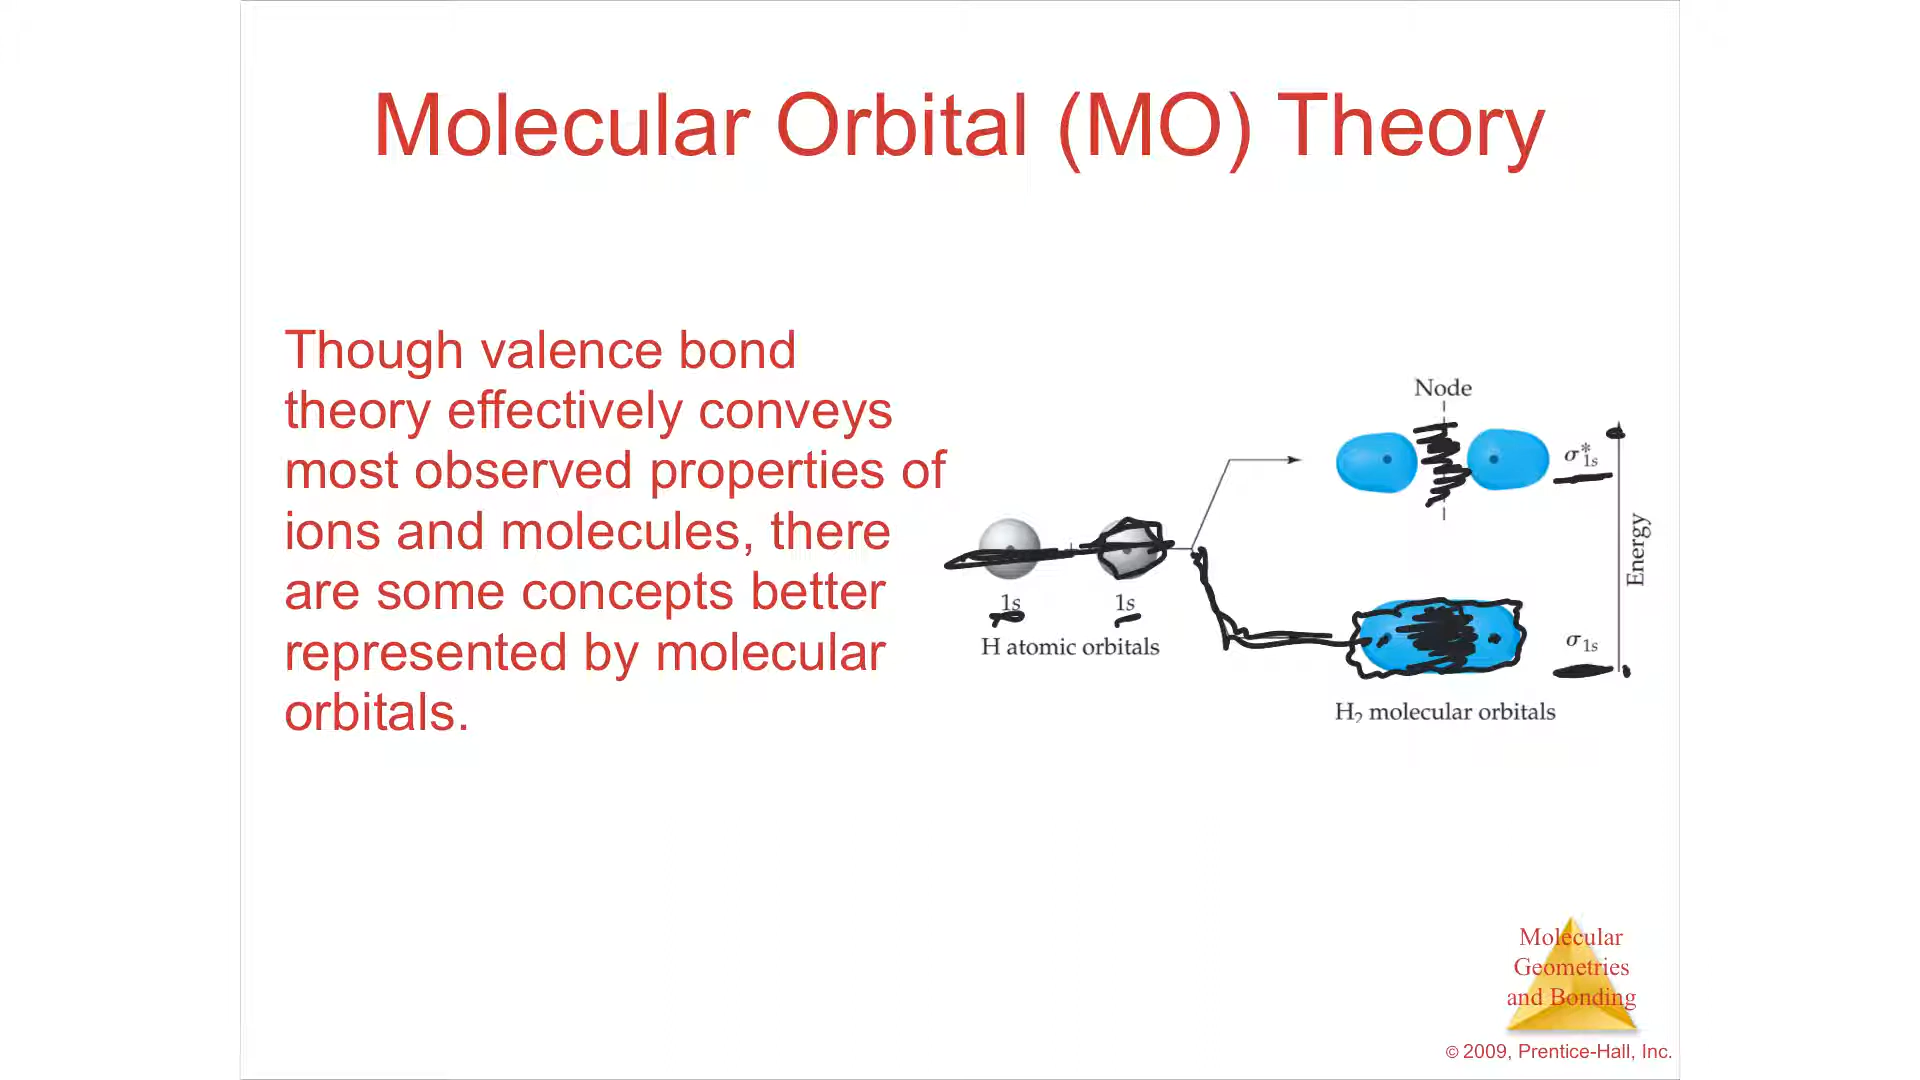 Molecular Orbital (MO) Theory
Though valence bond
theory effectively conveys
most observed properties of
ions and molecules, there
are some concepts better
represented by molecular
orbitals.
Node
σ*1s
Energy
1s 1s
H atomic orbitals
σ1s
H2 molecular orbitals
Molecular
Geometries
and Bonding
© 2009, Prentice-Hall, Inc.